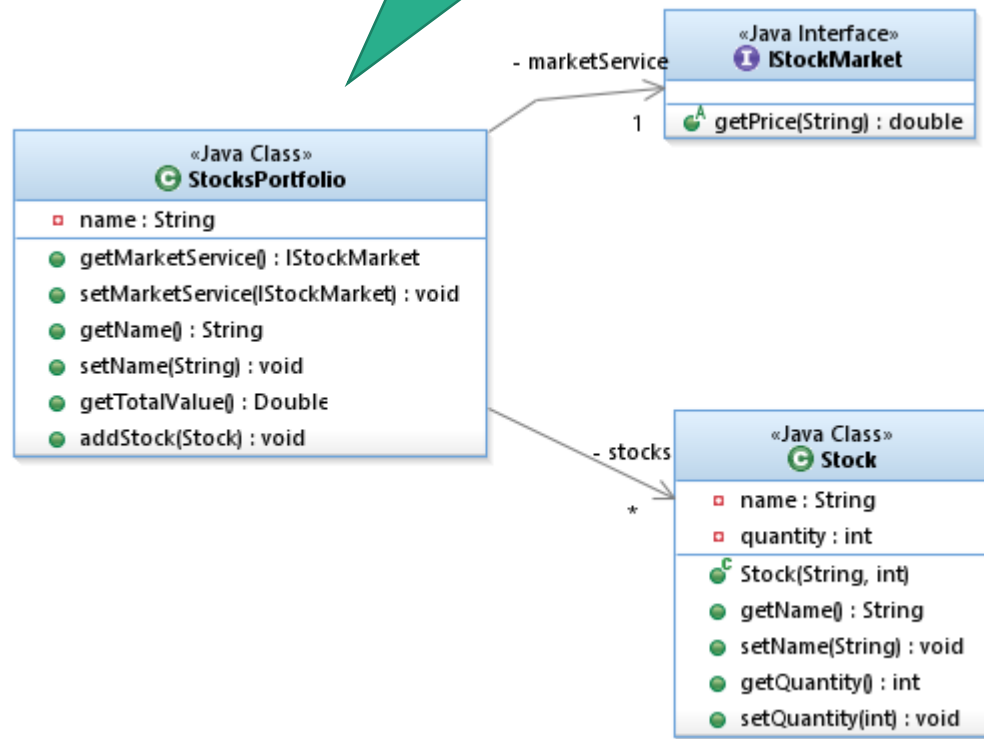 - marketService
1
«Java Interface»
I IStockMarket
A getPrice(String) : double
«Java Class»
C StocksPortfolio
name : String
getMarketService() : IStockMarket
setMarketService(IStockMarket) : void
getName() : String
setName(String) : void
getTotalValue() : Double
addStock(Stock) : void
- stocks
*
«Java Class»
C Stock
name : String
quantity : int
C Stock(String, int)
getName() : String
setName(String) : void
getQuantity() : int
setQuantity(int) : void